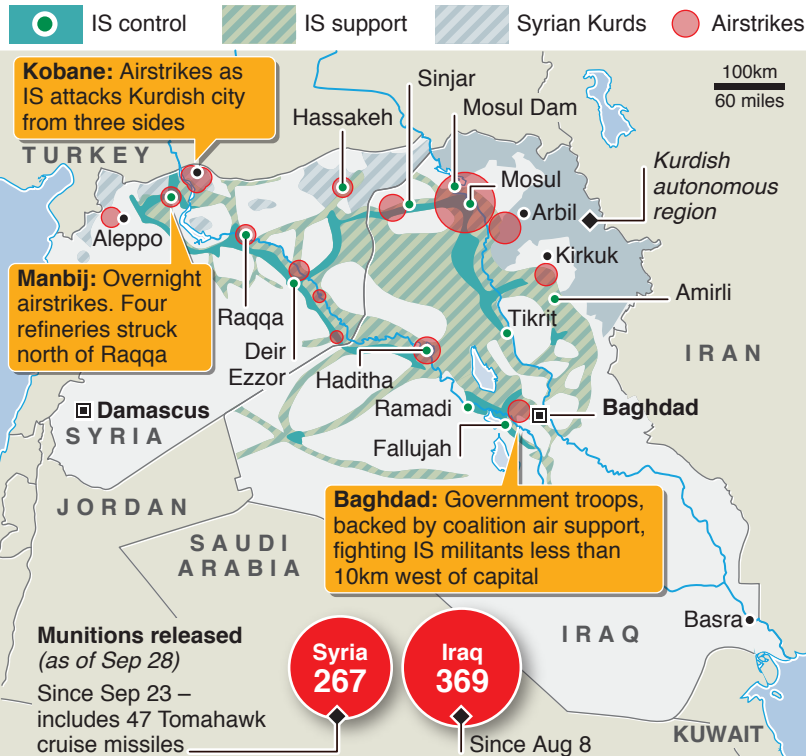 IS control
IS support
Syrian Kurds
Airstrikes
Kobane: Airstrikes as
IS attacks Kurdish city
from three sides
100km
60 miles
Sinjar
Mosul Dam
Hassakeh
TURKEY
Mosul
Kurdish
autonomous
region
Arbil
Aleppo
Kirkuk
Manbij: Overnight
airstrikes. Four
refineries struck
north of Raqqa
Amirli
Raqqa
Tikrit
Deir
Ezzor
IRAN
Haditha
Damascus
SYRIA
Ramadi
Baghdad
Fallujah
JORDAN
Baghdad: Government troops,
backed by coalition air support,
fighting IS militants less than
10km west of capital
SAUDI
ARABIA
Basra
IRAQ
Munitions released
(as of Sep 28)
Since Sep 23 –
includes 47 Tomahawk
cruise missiles
Syria
267
Iraq
369
Since Aug 8
KUWAIT